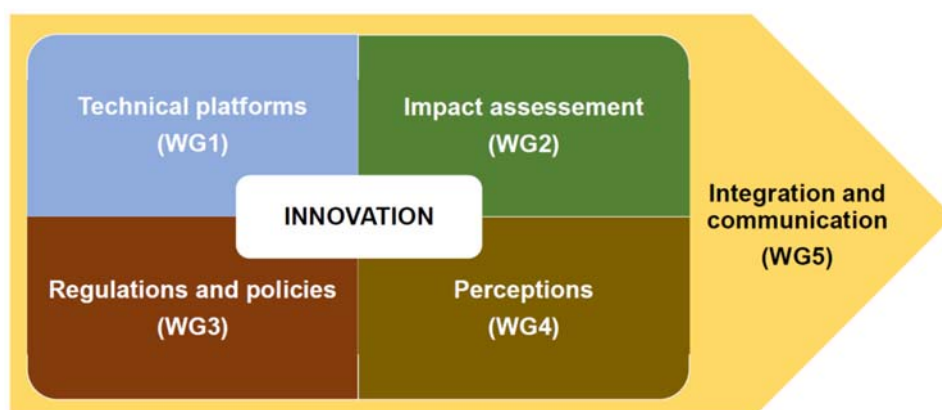 Technical platforms
(WG1)
Impact assessement
(WG2)
INNOVATION
Regulations and policies
(WG3)
Perceptions
(WG4)
Integration and
communication
(WG5)